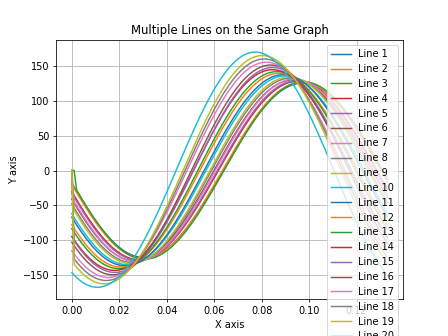 Multiple Lines on the Same Graph
Y axis
150
100
50
0
−50
−100
−150
0.00
0.02
0.04
0.06
0.08
0.10
X axis
Line 1
Line 2
Line 3
Line 4
Line 5
Line 6
Line 7
Line 8
Line 9
Line 10
Line 11
Line 12
Line 13
Line 14
Line 15
Line 16
Line 17
Line 18
Line 19
Line 20